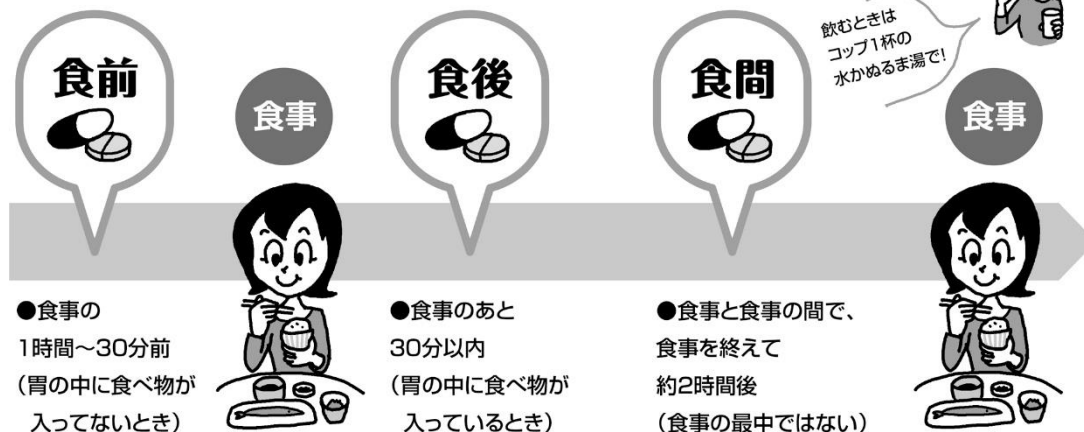 飲むときは
コップ1杯の
水かぬるま湯で!
食前
食事
食後
食間
食事
●食事の
1時間～30分前
(胃の中に食べ物が
入ってないとき)
●食事のあと
30分以内
(胃の中に食べ物が
入っているとき)
●食事と食事の間で、
食事を終えて
約2時間後
(食事の最中ではない)